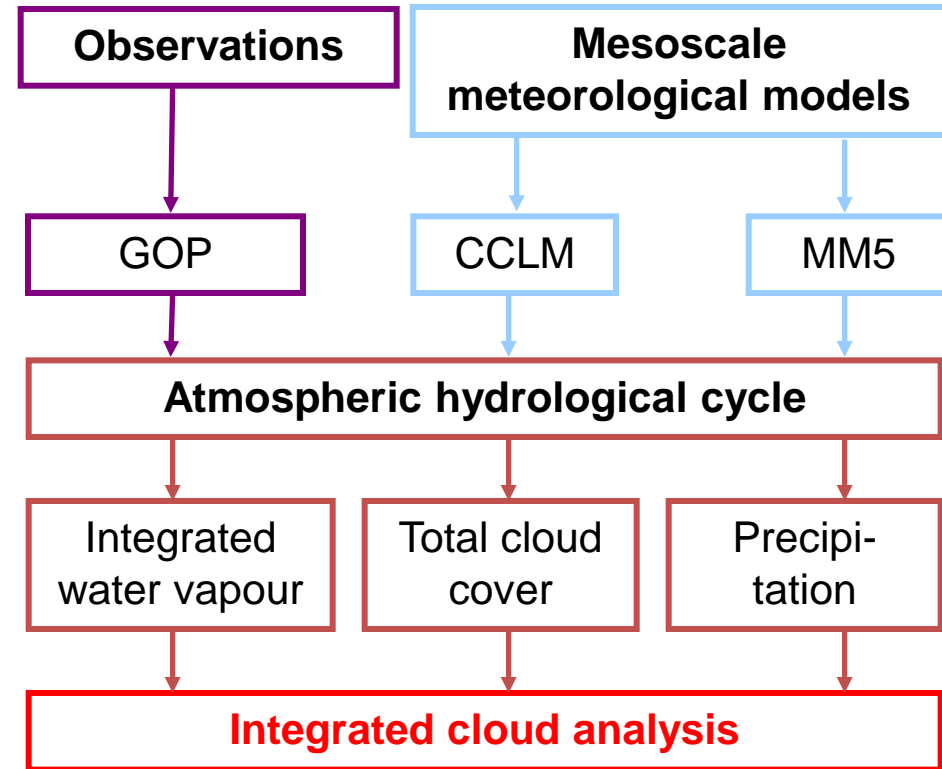 Observations
Mesoscale
meteorological models
GOP
CCLM
MM5
Atmospheric hydrological cycle
Integrated
water vapour
Total cloud
cover
Precipi-
tation
Integrated cloud analysis